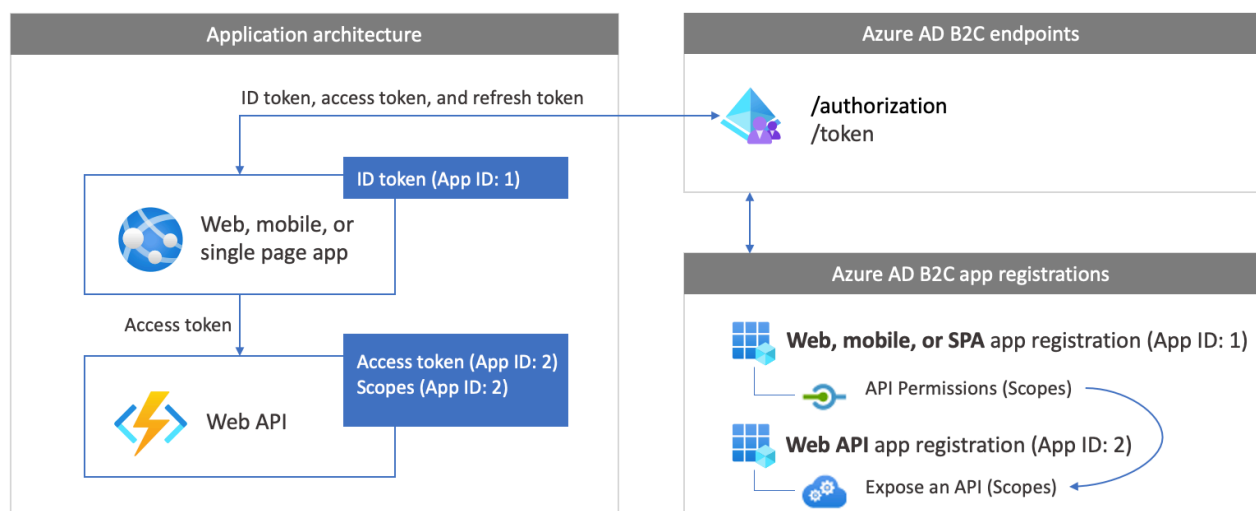 Application architecture
ID token, access token, and refresh token
ID token (App ID: 1)
Web, mobile, or
single page app
Access token
Access token (App ID: 2)
Scopes (App ID: 2)
Web API
Azure AD B2C endpoints
/authorization
/token
Azure AD B2C app registrations
Web, mobile, or SPA app registration (App ID: 1)
API Permissions (Scopes)
Web API app registration (App ID: 2)
Expose an API (Scopes)